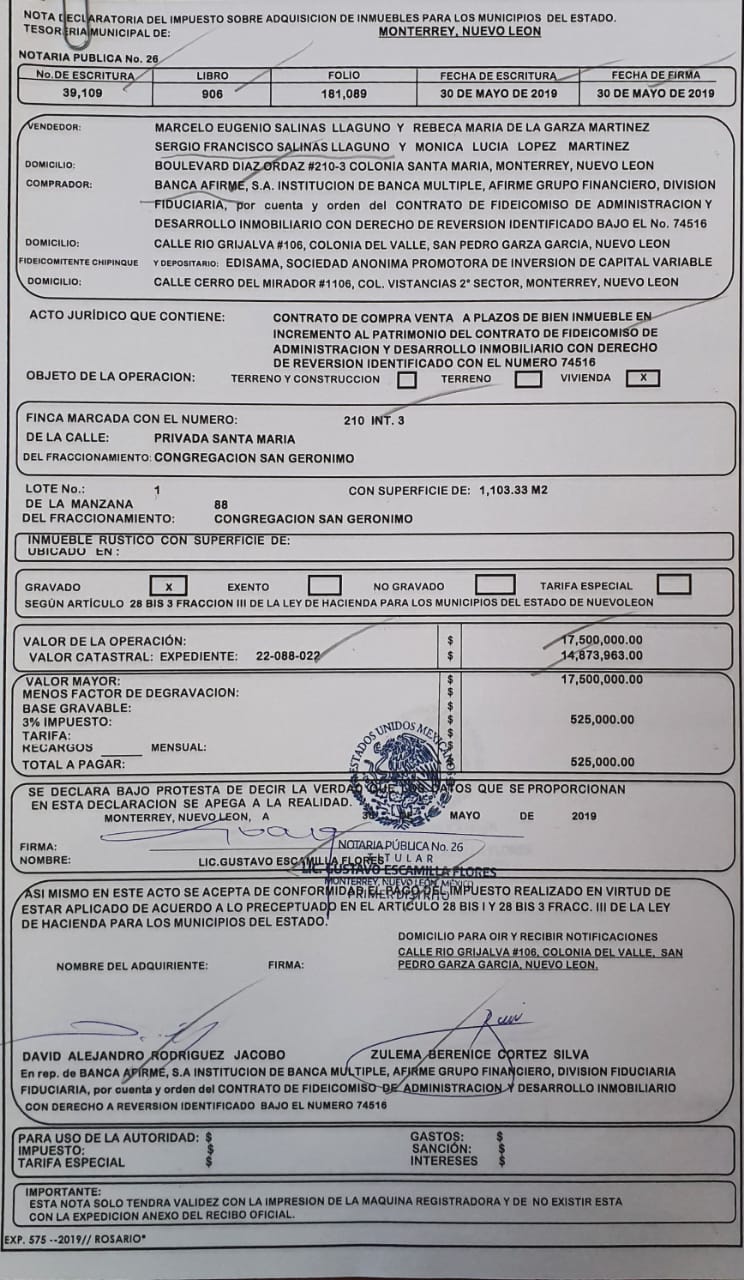 NOTA DECLARATORIA DEL IMPUESTO SOBRE ADQUISICION DE INMUEBLES PARA LOS MUNICIPIOS DEL ESTADO.
TESORERIA MUNICIPAL DE: MONTERREY, NUEVO LEON
NOTARIA PUBLICA No. 26
No. DE ESCRITURA LIBRO FOLIO FECHA DE ESCRITURA FECHA DE FIRMA
39,109 906 181,089 30 DE MAYO DE 2019 30 DE MAYO DE 2019
VENDEDOR: MARCELO EUGENIO SALINAS LLAGUNO Y REBECA MARIA DE LA GARZA MARTINEZ
SERGIO FRANCISCO SALINAS LLAGUNO Y MONICA LUCIA LOPEZ MARTINEZ
DOMICILIO: BOULEVARD DIAZ ORDAZ #210-3 COLONIA SANTA MARIA, MONTERREY, NUEVO LEON
COMPRADOR: BANCA AFIRME, S.A. INSTITUCION DE BANCA MULTIPLE, AFIRME GRUPO FINANCIERO, DIVISION
FIDUCIARIA, por cuenta y orden del CONTRATO DE FIDEICOMISO DE ADMINISTRACION Y
DESARROLLO INMOBILIARIO CON DERECHO DE REVERSION IDENTIFICADO BAJO EL No. 74516
DOMICILIO: CALLE RIO GRIJALVA #106, COLONIA DEL VALLE, SAN PEDRO GARZA GARCIA, NUEVO LEON
FIDEICOMITENTE CHIPINQUE Y DEPOSITARIO: EDISAMA, SOCIEDAD ANONIMA PROMOTORA DE INVERSION DE CAPITAL VARIABLE
DOMICILIO: CALLE CERRO DEL MIRADOR #1106, COL. VISTANCIAS 2° SECTOR, MONTERREY, NUEVO LEON
ACTO JURÍDICO QUE CONTIENE: CONTRATO DE COMPRA VENTA A PLAZOS DE BIEN INMUEBLE EN
INCREMENTO AL PATRIMONIO DEL CONTRATO DE FIDEICOMISO DE
ADMINISTRACION Y DESARROLLO INMOBILIARIO CON DERECHO
DE REVERSION IDENTIFICADO CON EL NUMERO 74516
OBJETO DE LA OPERACION: TERRENO Y CONSTRUCCION TERRENO VIVIENDA X
FINCA MARCADA CON EL NUMERO: 210 INT. 3
DE LA CALLE: PRIVADA SANTA MARIA
DEL FRACCIONAMIENTO: CONGREGACION SAN GERONIMO
LOTE No.: 1 CON SUPERFICIE DE: 1,103.33 M2
DE LA MANZANA 88
DEL FRACCIONAMIENTO: CONGREGACION SAN GERONIMO
INMUEBLE RUSTICO CON SUPERFICIE DE:
UBICADO EN :
GRAVADO X EXENTO NO GRAVADO TARIFA ESPECIAL
SEGÚN ARTÍCULO 28 BIS 3 FRACCION III DE LA LEY DE HACIENDA PARA LOS MUNICIPIOS DEL ESTADO DE NUEVOLEON
VALOR DE LA OPERACIÓN: $ 17,500,000.00
VALOR CATASTRAL: EXPEDIENTE: 22-088-022 $ 14,873,963.00
VALOR MAYOR: $ 17,500,000.00
MENOS FACTOR DE DEGRAVACION: $
BASE GRAVABLE: $
3% IMPUESTO: $ 525,000.00
TARIFA: $
RECARGOS MENSUAL: $
TOTAL A PAGAR: $ 525,000.00
SE DECLARA BAJO PROTESTA DE DECIR LA VERDAD QUE LOS DATOS QUE SE PROPORCIONAN
EN ESTA DECLARACION SE APEGA A LA REALIDAD.
MONTERREY, NUEVO LEON, A DE MAYO DE 2019
ESTADOS UNIDOS MEXICANOS
FIRMA:
NOMBRE: LIC.GUSTAVO ESCAMILLA FLORES
NOTARIA PÚBLICA No. 26
TITULAR
LIC. GUSTAVO ESCAMILLA FLORES
MONTERREY, NUEVO LEÓN, MÉXICO
PRIMER DISTRITO
ASI MISMO EN ESTE ACTO SE ACEPTA DE CONFORMIDAD EL PAGO DEL IMPUESTO REALIZADO EN VIRTUD DE
ESTAR APLICADO DE ACUERDO A LO PRECEPTUADO EN EL ARTICULO 28 BIS I Y 28 BIS 3 FRACC. III DE LA LEY
DE HACIENDA PARA LOS MUNICIPIOS DEL ESTADO.
DOMICILIO PARA OIR Y RECIBIR NOTIFICACIONES
CALLE RIO GRIJALVA #106, COLONIA DEL VALLE, SAN
PEDRO GARZA GARCIA, NUEVO LEON.
NOMBRE DEL ADQUIRIENTE: FIRMA:
DAVID ALEJANDRO RODRIGUEZ JACOBO ZULEMA BERENICE CORTEZ SILVA
En rep. de BANCA AFIRME, S.A INSTITUCION DE BANCA MULTIPLE, AFIRME GRUPO FINANCIERO, DIVISION FIDUCIARIA
FIDUCIARIA, por cuenta y orden del CONTRATO DE FIDEICOMISO DE ADMINISTRACION Y DESARROLLO INMOBILIARIO
CON DERECHO A REVERSION IDENTIFICADO BAJO EL NUMERO 74516
PARA USO DE LA AUTORIDAD: $ GASTOS: $
IMPUESTO: $ SANCIÓN: $
TARIFA ESPECIAL $ INTERESES $
IMPORTANTE:
ESTA NOTA SOLO TENDRA VALIDEZ CON LA IMPRESION DE LA MAQUINA REGISTRADORA Y DE NO EXISTIR ESTA
CON LA EXPEDICION ANEXO DEL RECIBO OFICIAL.
EXP. 575 --2019// ROSARIO*